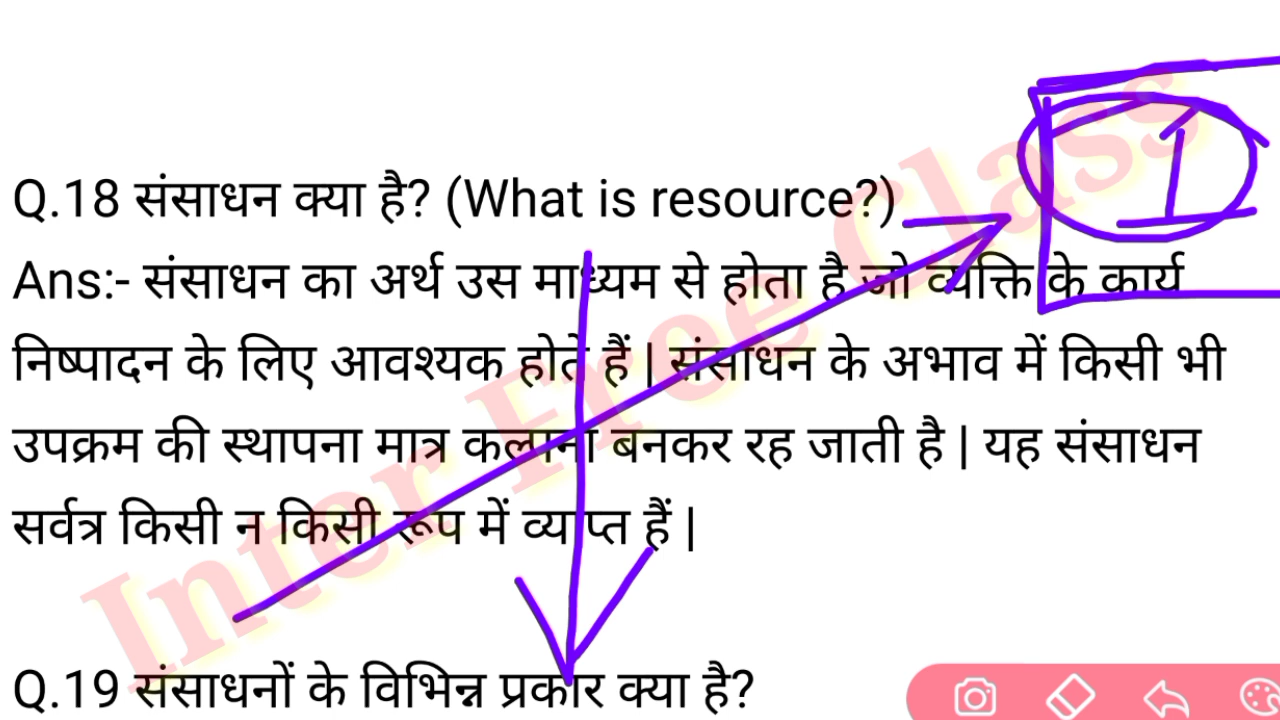 Q.18 संसाधन क्या है? (What is resource?)
Ans:- संसाधन का अर्थ उस माध्यम से होता है जो व्यक्ति के कार्य
निष्पादन के लिए आवश्यक होते हैं | संसाधन के अभाव में किसी भी
उपक्रम की स्थापना मात्र कल्पना बनकर रह जाती है | यह संसाधन
सर्वत्र किसी न किसी रूप में व्याप्त हैं |
Q.19 संसाधनों के विभिन्न प्रकार क्या है?
Inter Free Class
1